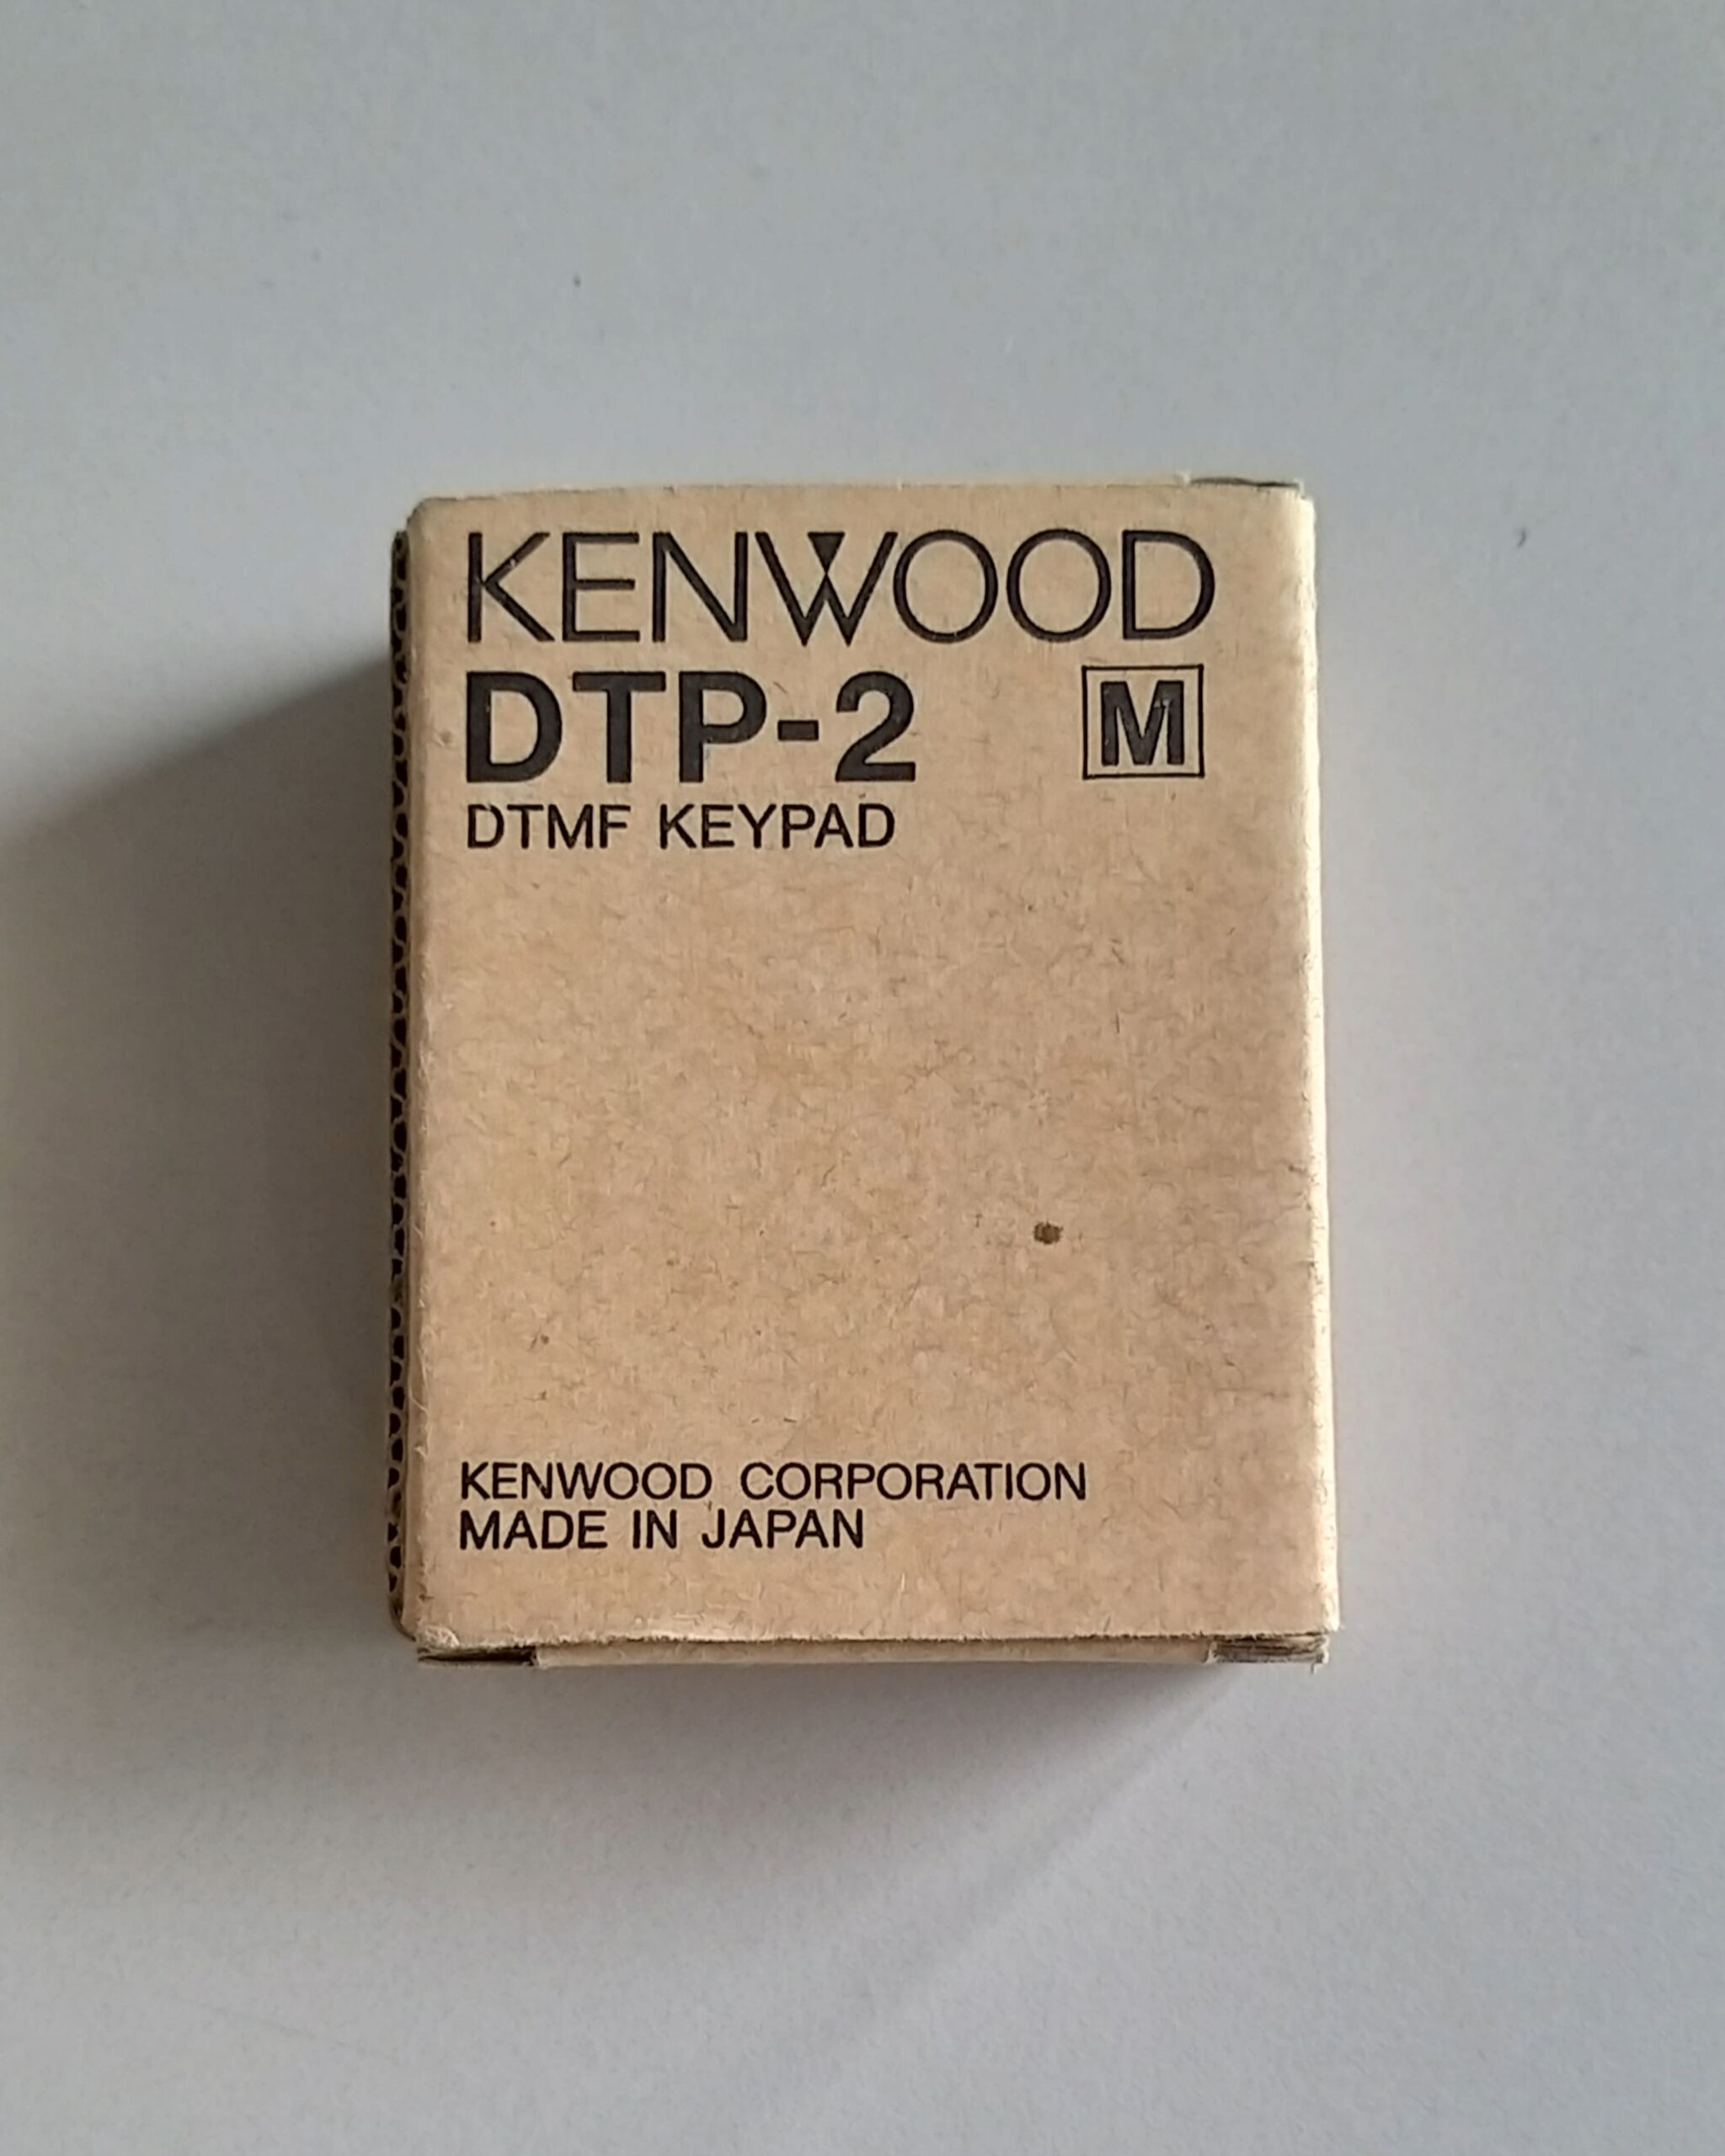 KENWOOD
DTP-2 M
DTMF KEYPAD
KENWOOD CORPORATION
MADE IN JAPAN